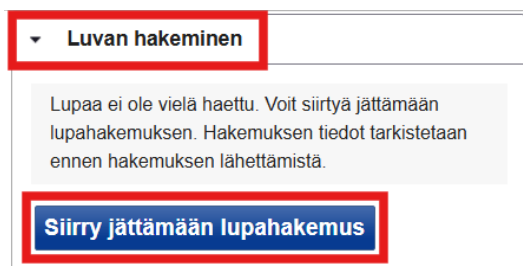 Luvan hakeminen
Lupaa ei ole vielä haettu. Voit siirtyä jättämään
lupahakemuksen. Hakemuksen tiedot tarkistetaan
ennen hakemuksen lähettämistä.
Siirry jättämään lupahakemus